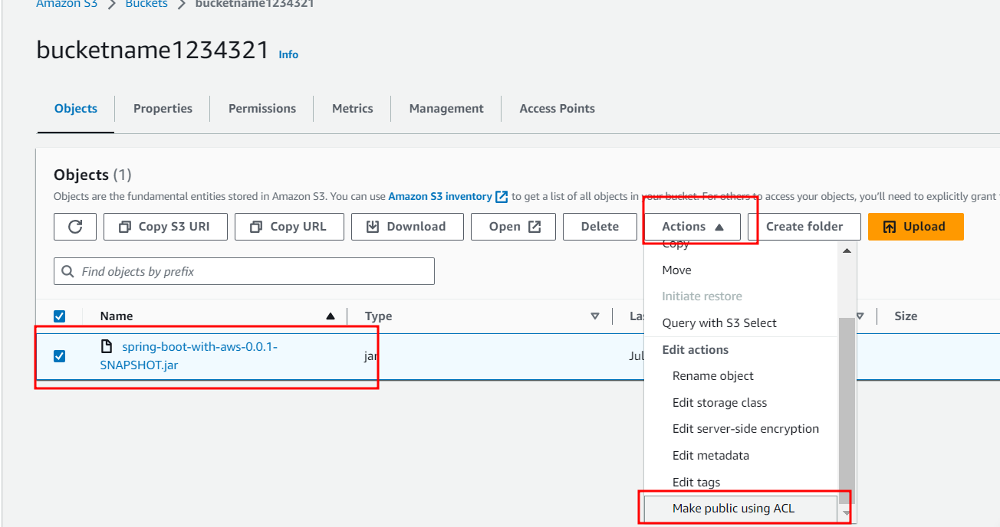 Amazon S3 > Buckets > bucketname1234321
bucketname1234321 Info
Objects Properties Permissions Metrics Management Access Points
Objects (1)
Objects are the fundamental entities stored in Amazon S3. You can use Amazon S3 inventory to get a list of all objects in your bucket. For others to access your objects, you'll need to explicitly grant
Copy S3 URI Copy URL Download Open Delete Actions Create folder Upload
Copy
Find objects by prefix
Move
Initiate restore
Name Type Las Size
Query with S3 Select
spring-boot-with-aws-0.0.1-
SNAPSHOT.jar
jar
Jul
Edit actions
Rename object
Edit storage class
Edit server-side encryption
Edit metadata
Edit tags
Make public using ACL